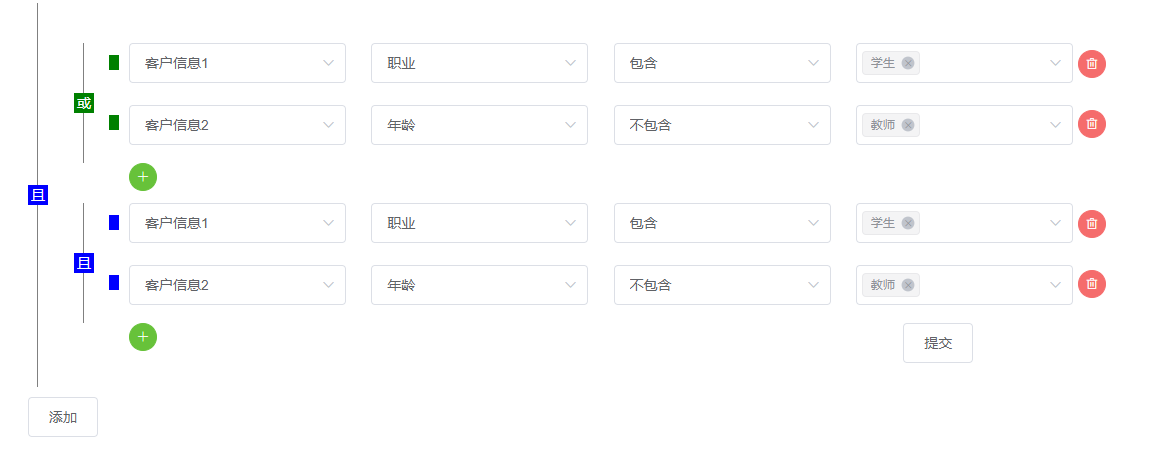 客户信息1 职业 包含 学生
或
客户信息2 年龄 不包含 教师
且
客户信息1 职业 包含 学生
且
客户信息2 年龄 不包含 教师
提交
添加